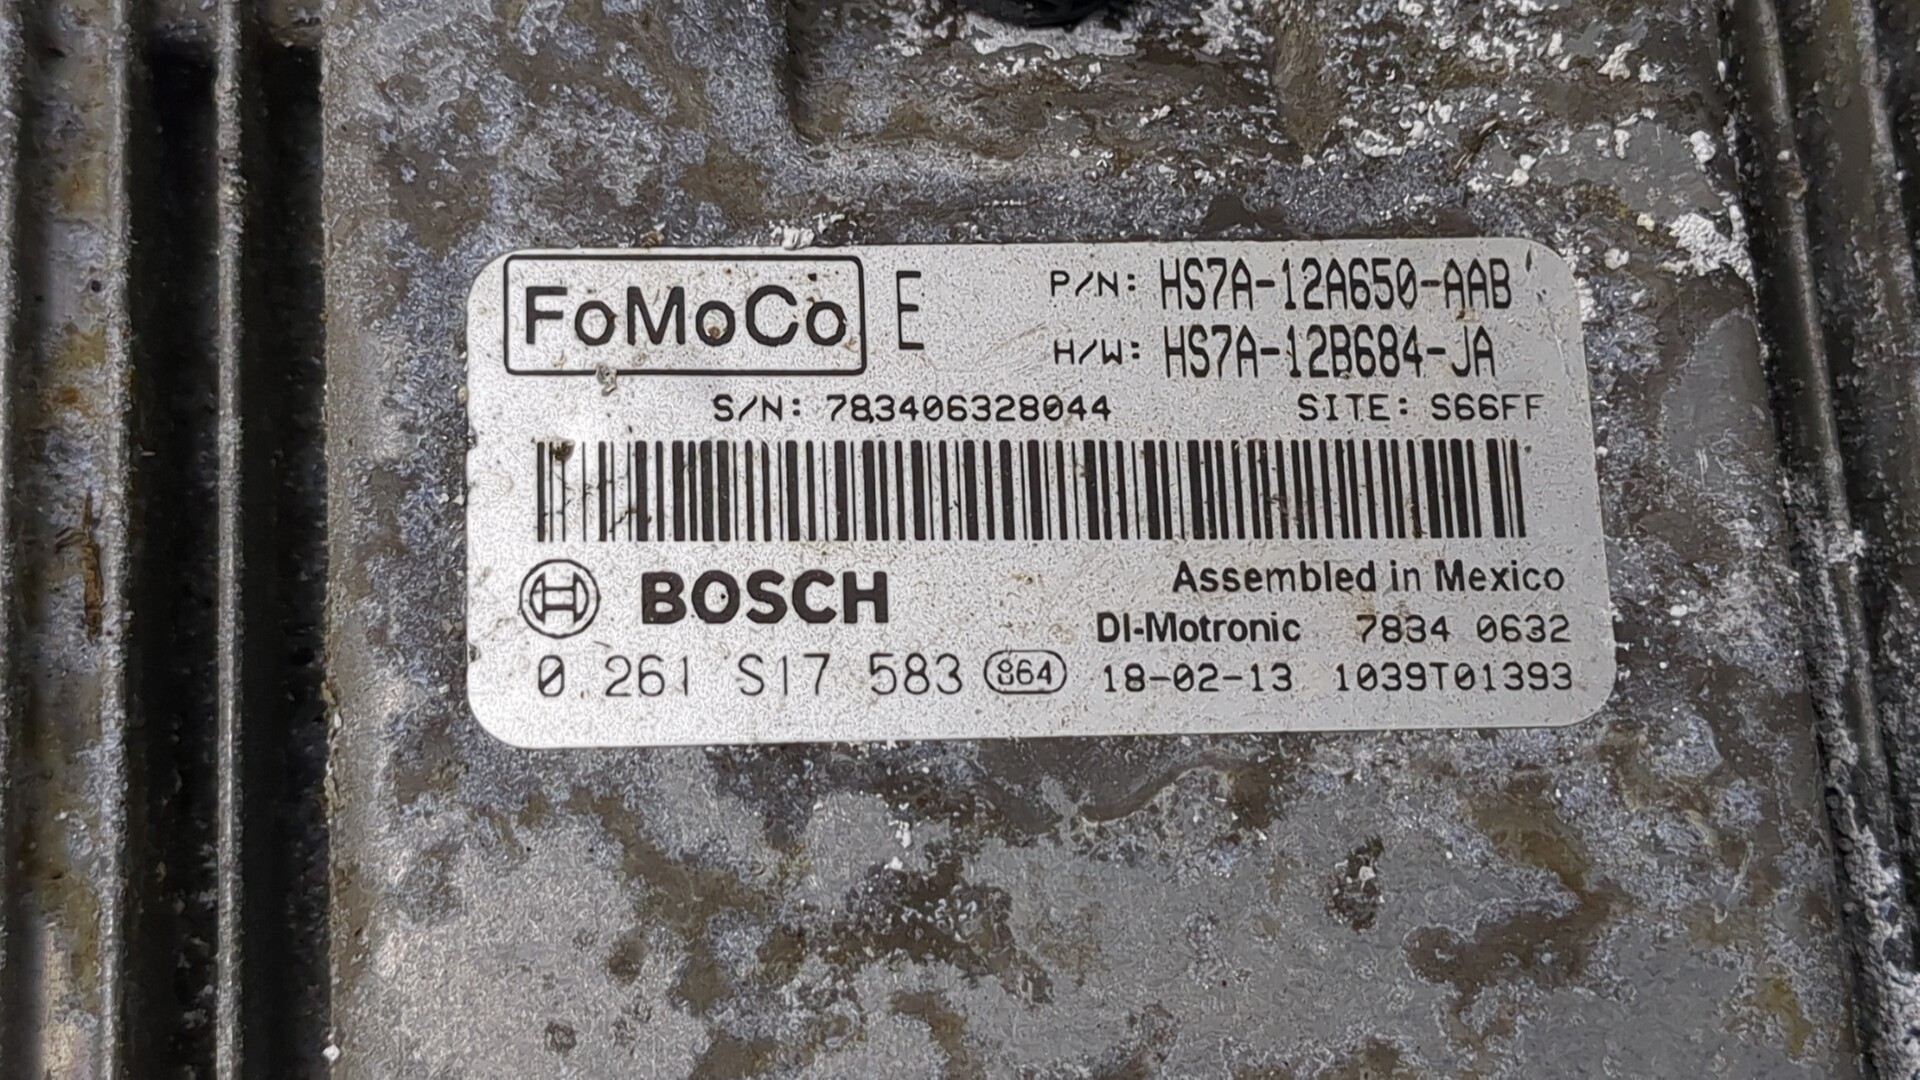 FoMoCo E P/N: HS7A-12A650-AAB
H/W: HS7A-12B684-JA
S/N: 783406328044 SITE: S66FF
BOSCH Assembled in Mexico
DI-Motronic 7834 0632
0 261 S17 583 864 18-02-13 1039T01393